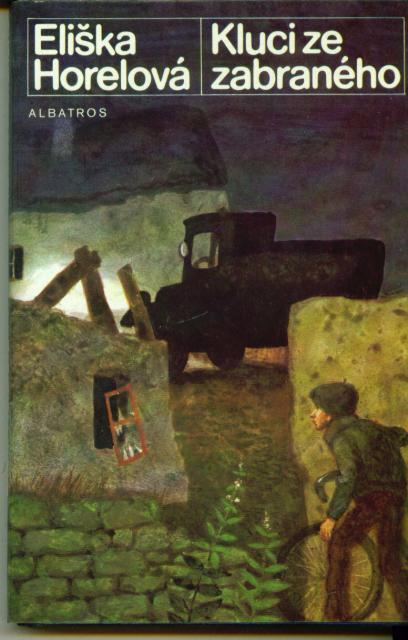 Eliška
Horelová
Kluci ze
zabraného
ALBATROS